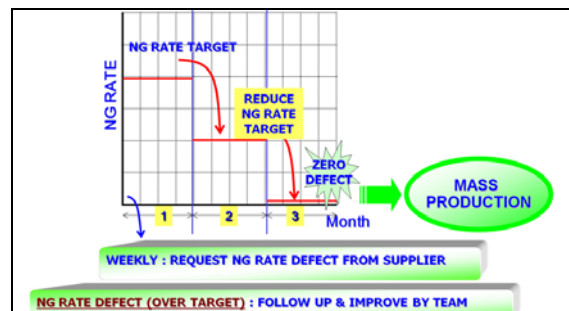 NG RATE TARGET
NG RATE
REDUCE
NG RATE
TARGET
ZERO
DEFECT
MASS
PRODUCTION
1 2 3 Month
WEEKLY : REQUEST NG RATE DEFECT FROM SUPPLIER
NG RATE DEFECT (OVER TARGET) : FOLLOW UP & IMPROVE BY TEAM